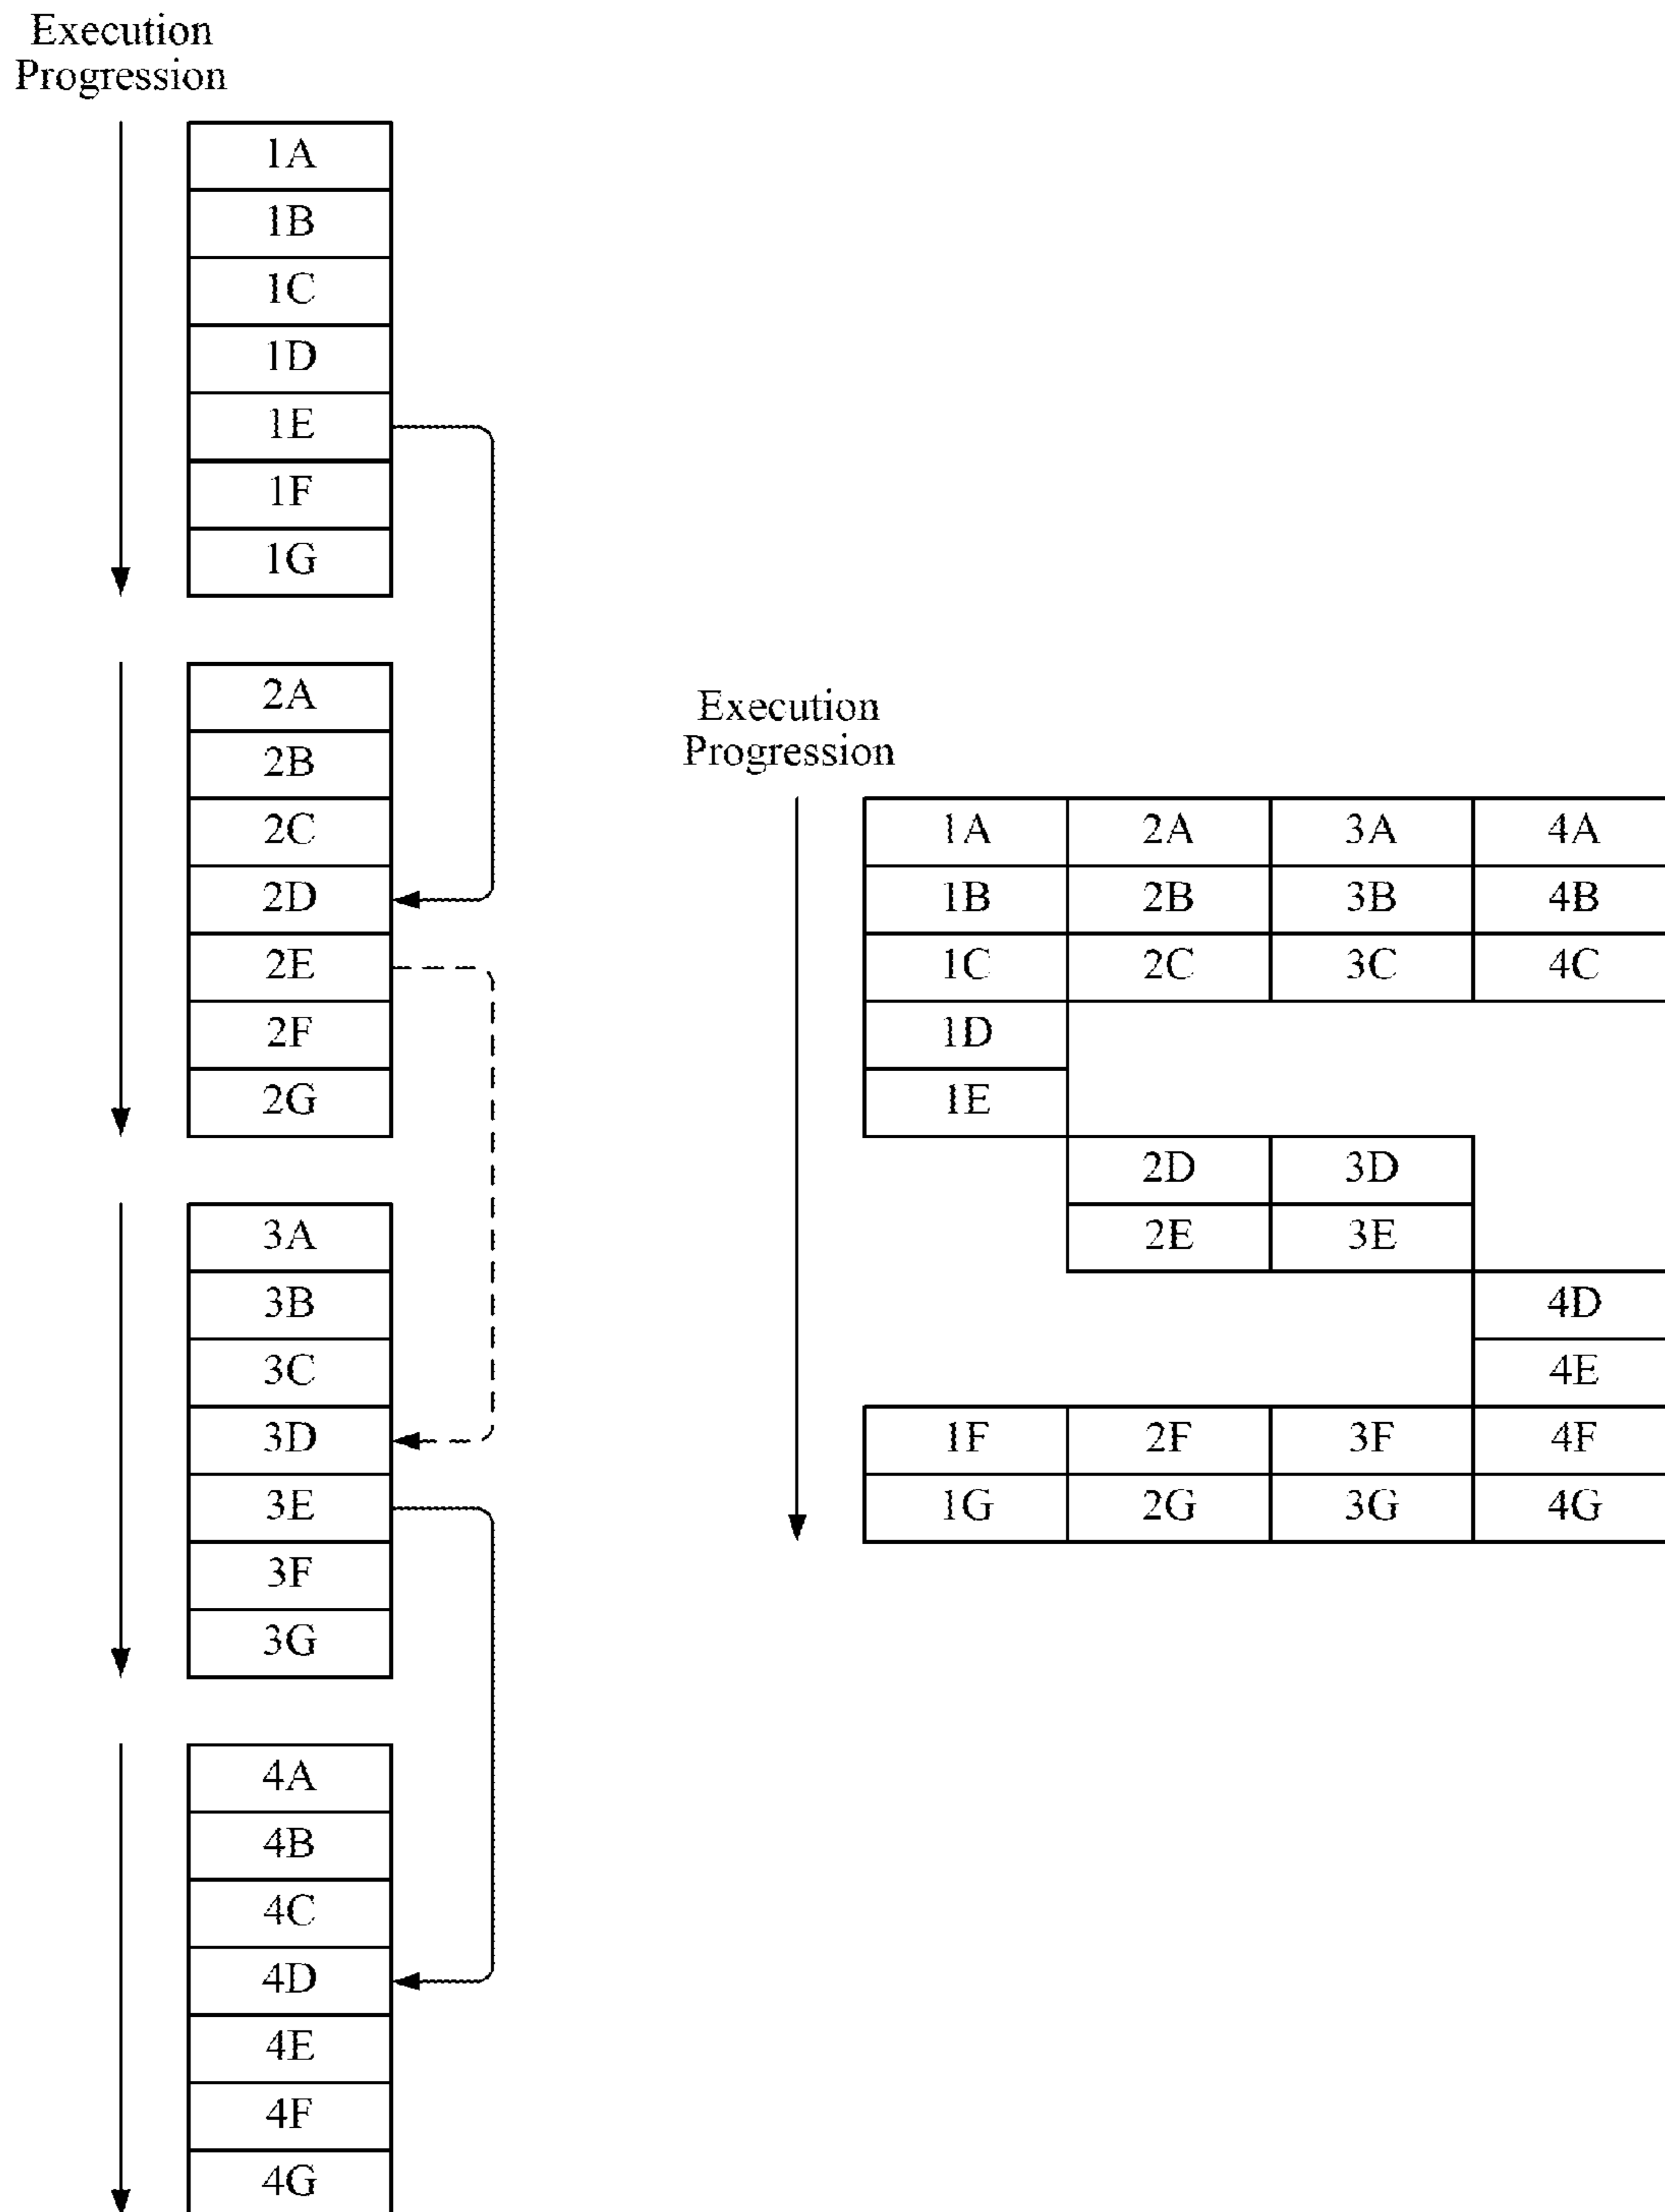 Execution
Progression
1A
1B
1C
1D
1E
1F
1G
2A
2B
2C
2D
2E
2F
2G
3A
3B
3C
3D
3E
3F
3G
4A
4B
4C
4D
4E
4F
4G
Execution
Progression
1A 2A 3A 4A
1B 2B 3B 4B
1C 2C 3C 4C
1D
1E
2D 3D
2E 3E
4D
4E
1F 2F 3F 4F
1G 2G 3G 4G